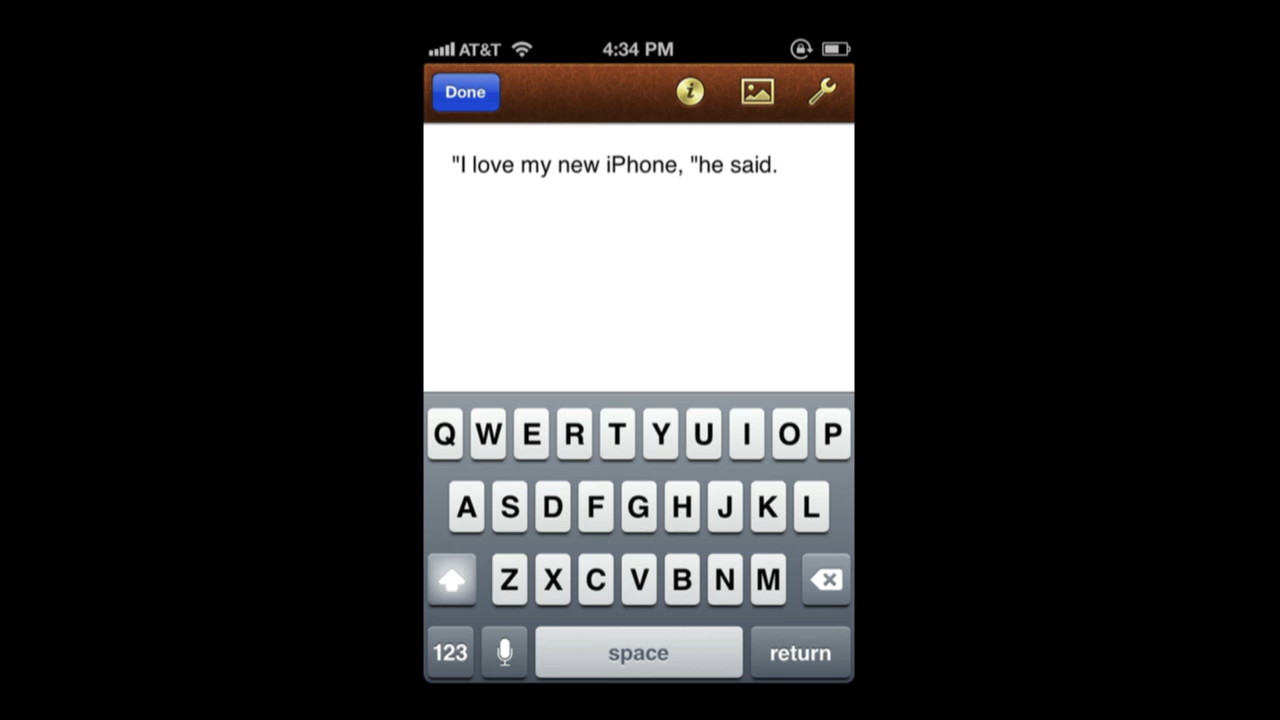 AT&T 4:34 PM
Done
"I love my new iPhone, "he said.
Q W E R T Y U I O P
A S D F G H J K L
Z X C V B N M
123 space return